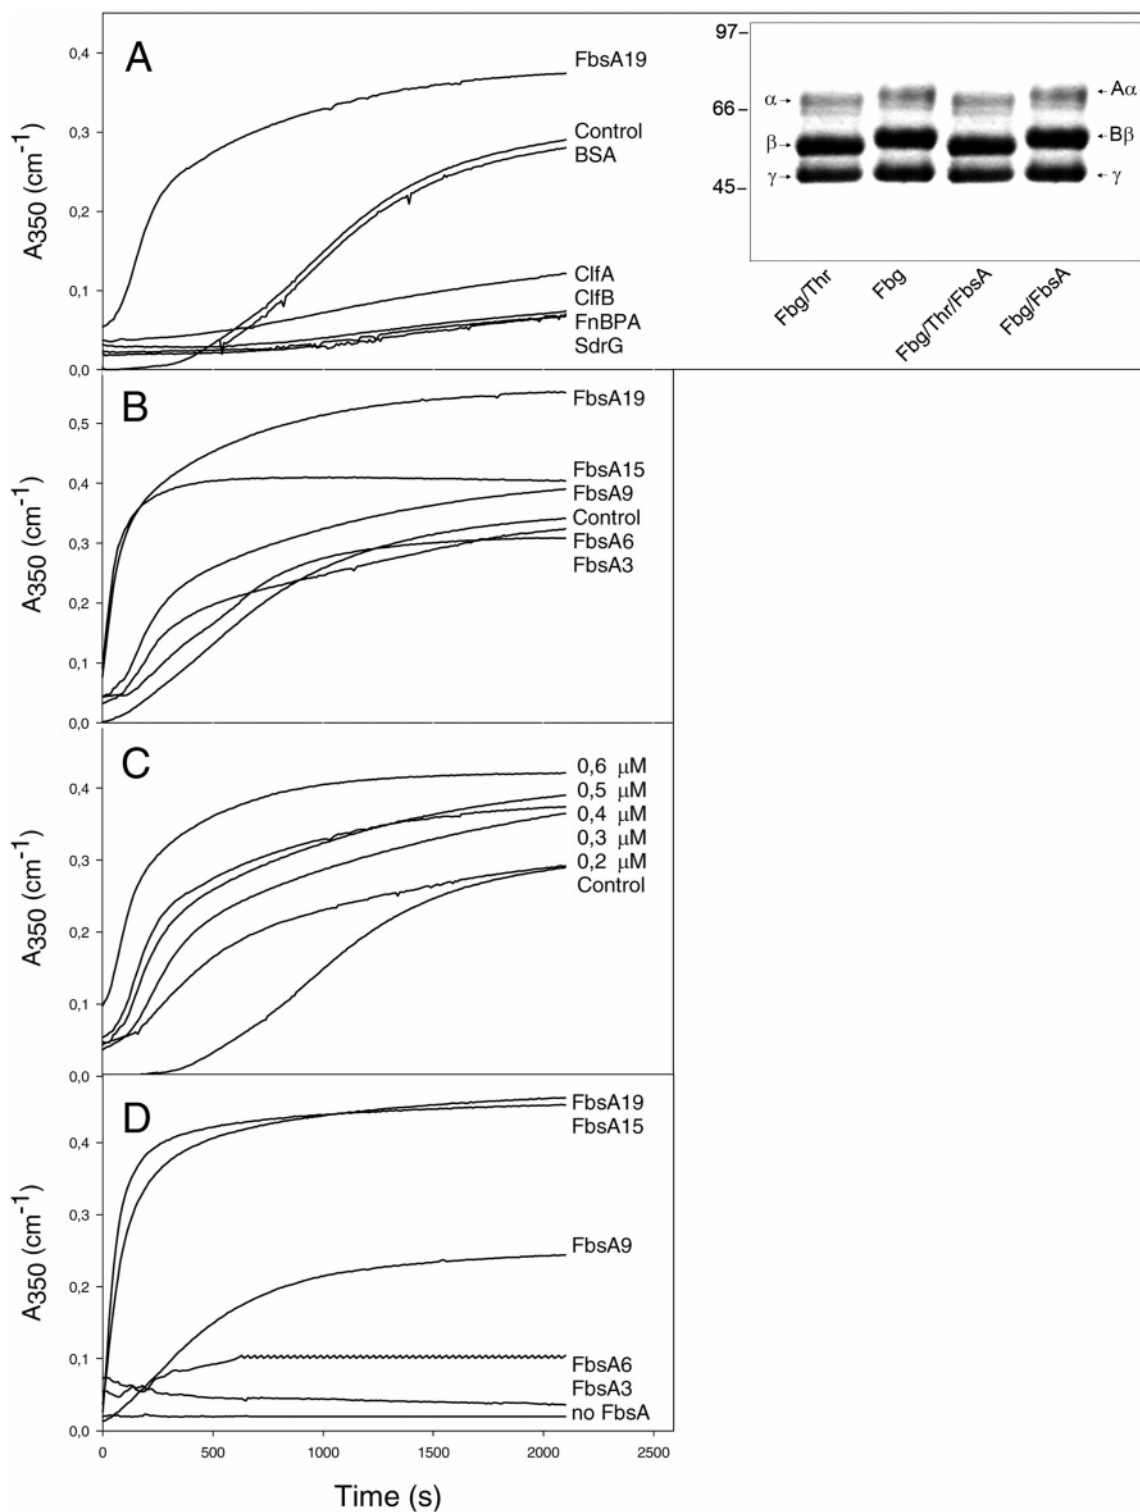 A
A350 (cm-1)
0,4
0,3
0,2
0,1
0,0
FbsA19
Control
BSA
ClfA
ClfB
FnBPA
SdrG
97
66
45
α
β
γ
Aα
Bβ
γ
Fbg/Thr
Fbg
Fbg/Thr/FbsA
Fbg/FbsA
B
A350 (cm-1)
0,5
0,4
0,3
0,2
0,1
0,0
FbsA19
FbsA15
FbsA9
Control
FbsA6
FbsA3
C
A350 (cm-1)
0,4
0,3
0,2
0,1
0,0
0,6 μM
0,5 μM
0,4 μM
0,3 μM
0,2 μM
Control
D
A350 (cm-1)
0,4
0,3
0,2
0,1
0,0
FbsA19
FbsA15
FbsA9
FbsA6
FbsA3
no FbsA
0 500 1000 1500 2000 2500
Time (s)